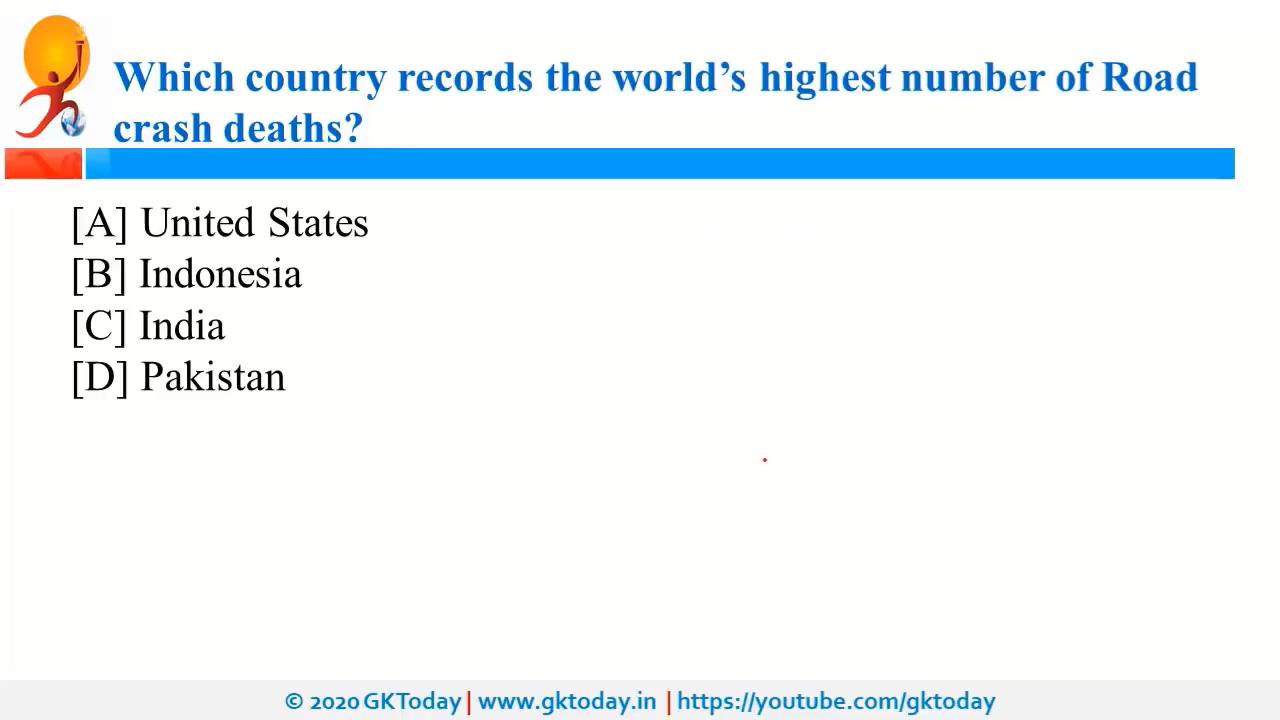 Which country records the world’s highest number of Road
crash deaths?
[A] United States
[B] Indonesia
[C] India
[D] Pakistan
© 2020 GKToday | www.gktoday.in | https://youtube.com/gktoday